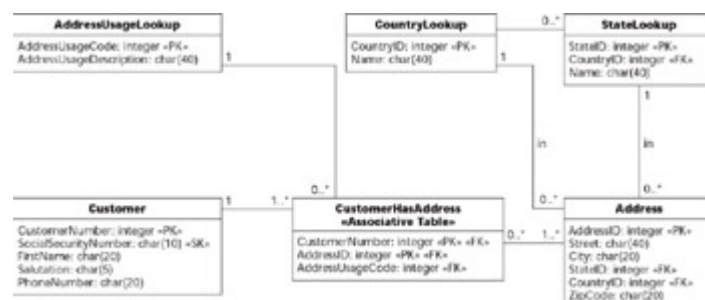 AddressUsageLookup
AddressUsageCode: integer «PK»
AddressUsageDescription: char(40)
CountryLookup
CountryID: integer «PK»
Name: char(40)
StateLookup
StateID: integer «PK»
CountryID: integer «FK»
Name: char(40)
0..*
1
1
1
in
in
0..*
0..*
0..*
Customer
CustomerNumber: integer «PK»
SocialSecurityNumber: char(10) «SK»
FirstName: char(20)
Salutation: char(5)
PhoneNumber: char(20)
1
1..*
CustomerHasAddress
«Associative Table»
CustomerNumber: integer «PK» «FK»
AddressID: integer «PK» «FK»
AddressUsageCode: integer «FK»
0..*
1..*
Address
AddressID: integer «PK»
Street: char(40)
City: char(20)
StateID: integer «FK»
CountryID: integer «FK»
ZipCode: char(20)